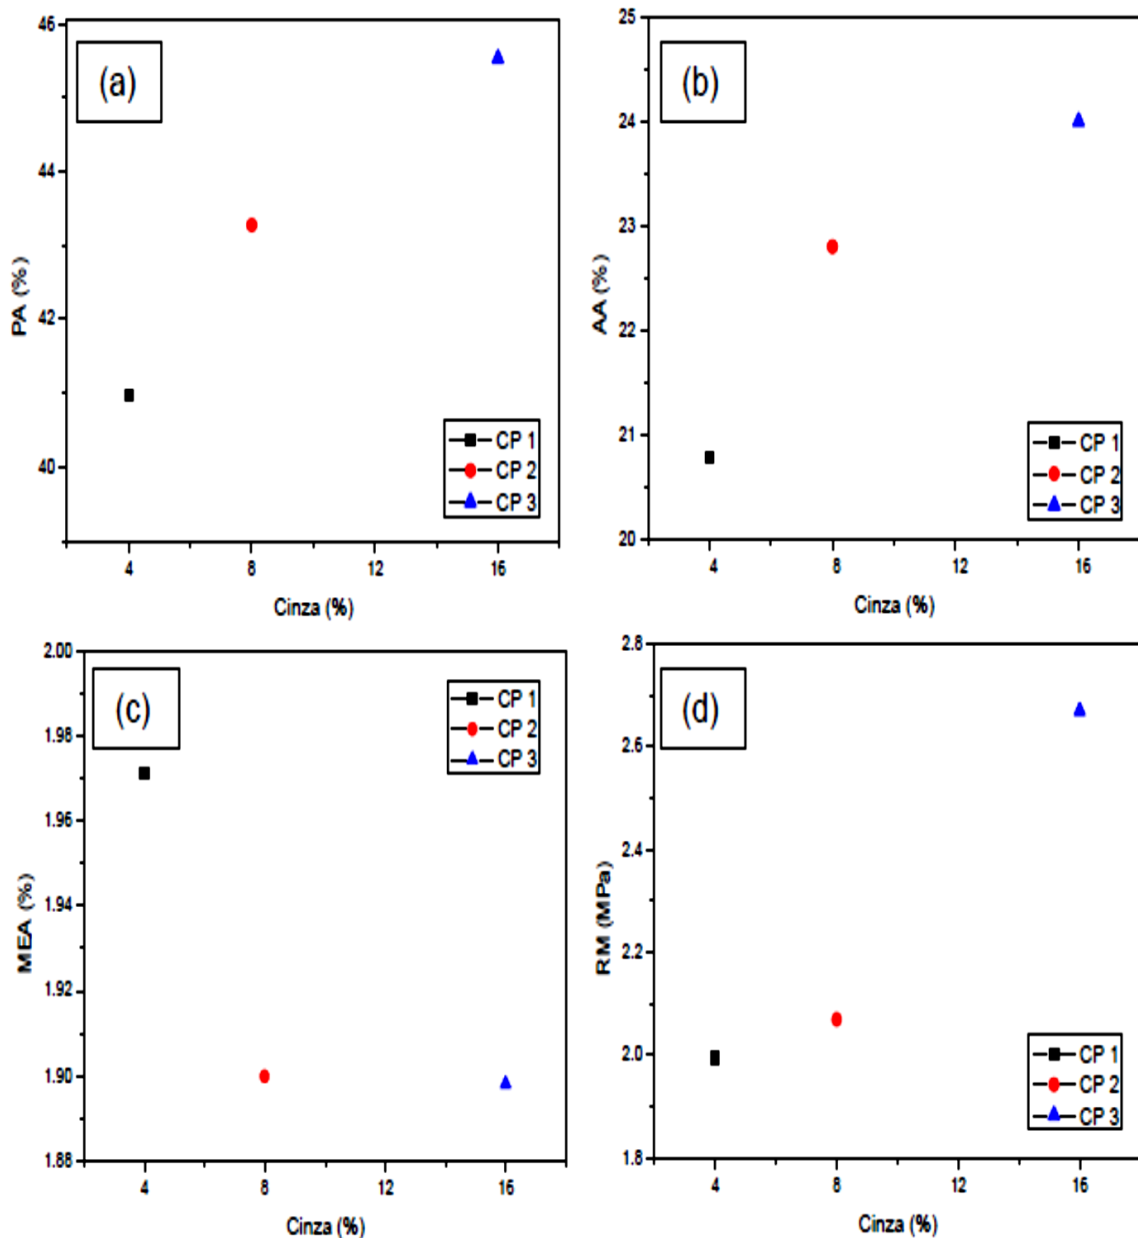 (a)
PA (%)
46
44
42
40
4 8 12 16
Cinza (%)
CP 1
CP 2
CP 3
(b)
AA (%)
25
24
23
22
21
20
4 8 12 16
Cinza (%)
CP 1
CP 2
CP 3
(c)
MEA (%)
2.00
1.98
1.96
1.94
1.92
1.90
1.88
4 8 12 16
Cinza (%)
CP 1
CP 2
CP 3
(d)
RM (MPa)
2.8
2.6
2.4
2.2
2.0
1.8
4 8 12 16
Cinza (%)
CP 1
CP 2
CP 3